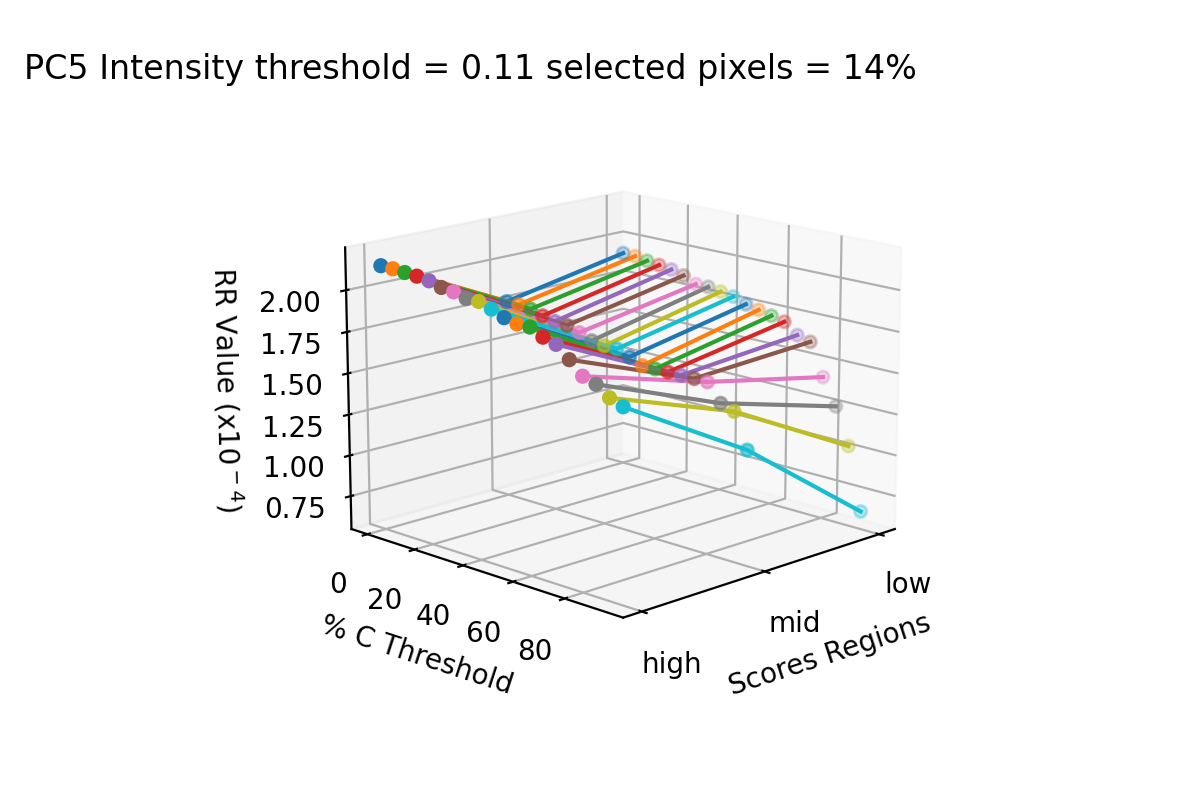 PC5 Intensity threshold = 0.11 selected pixels = 14%
RR Value (x10⁻⁴)
2.00
1.75
1.50
1.25
1.00
0.75
0
20
40
60
80
% C Threshold
high
mid
low
Scores Regions